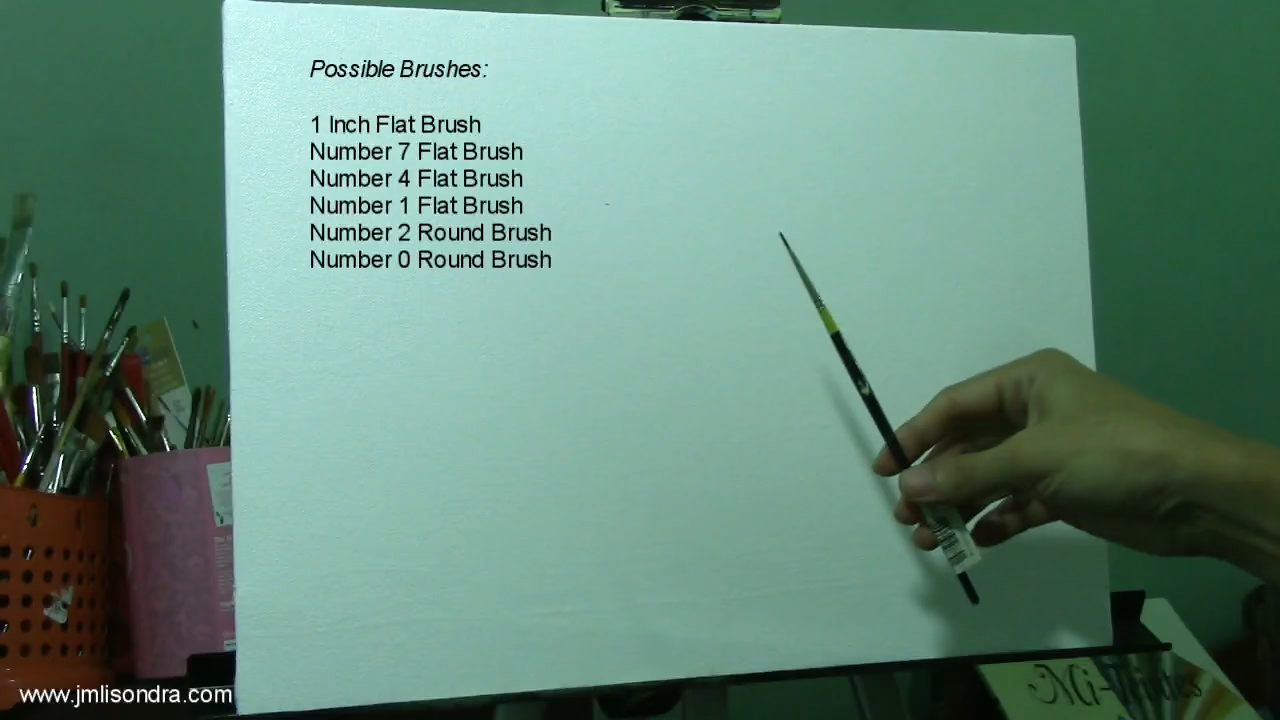 Possible Brushes:
1 Inch Flat Brush
Number 7 Flat Brush
Number 4 Flat Brush
Number 1 Flat Brush
Number 2 Round Brush
Number 0 Round Brush
www.jmlisondra.com